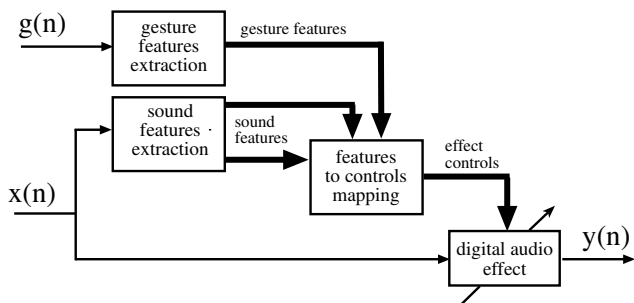 g(n)
gesture
features
extraction
gesture features
sound
features
extraction
sound
features
features
to controls
mapping
effect
controls
x(n)
digital audio
effect
y(n)